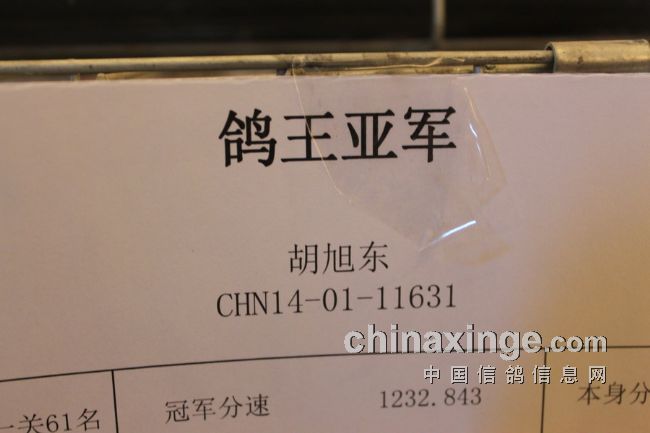 鸽王亚军
胡旭东
CHN14-01-11631
chinaxinge.com
中国信鸽信息网
一关61名 冠军分速 1232.843 本身分